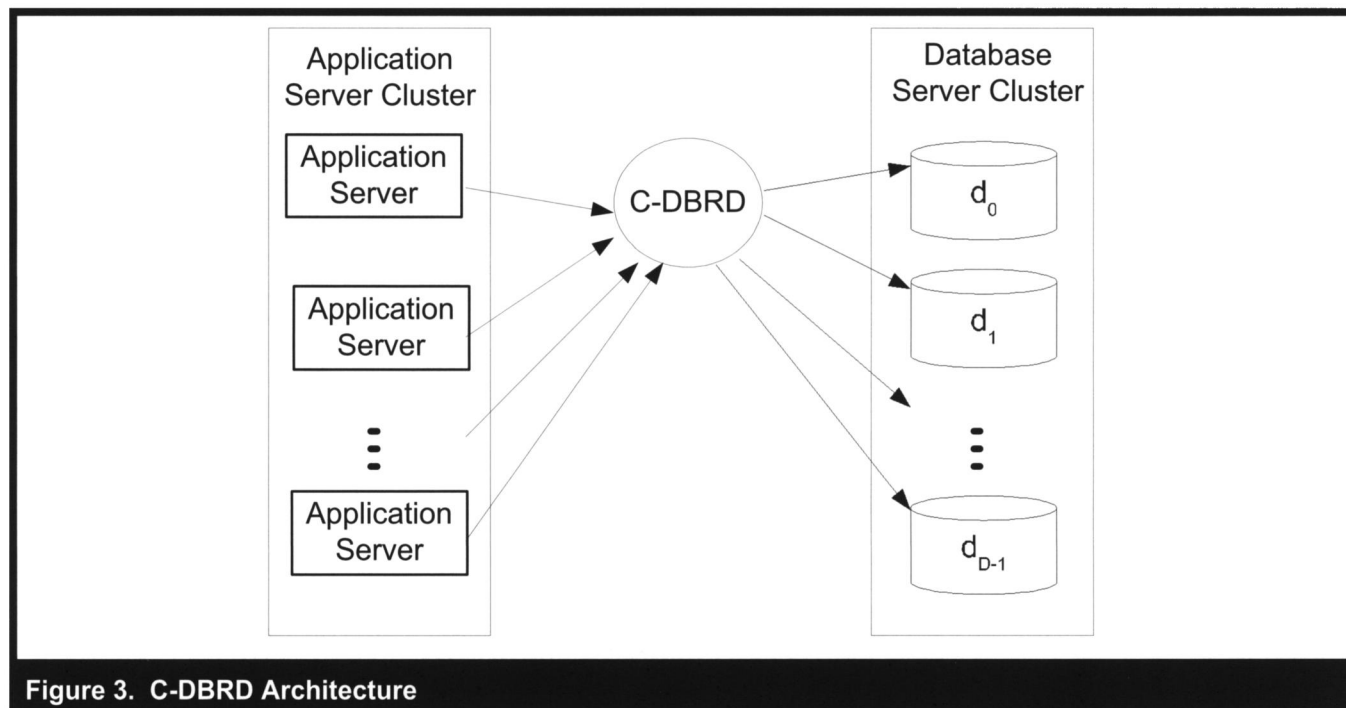 Application
Server Cluster
Application
Server
Application
Server
Application
Server
C-DBRD
Database
Server Cluster
d₀
d₁
d_{D-1}
Figure 3. C-DBRD Architecture